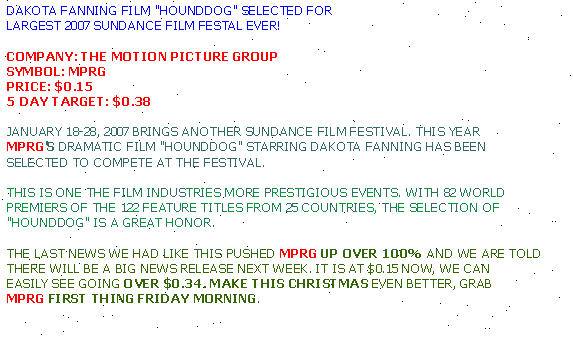 DAKOTA FANNING FILM "HOUNDDOG" SELECTED FOR
LARGEST 2007 SUNDANCE FILM FESTAL EVER!
COMPANY: THE MOTION PICTURE GROUP
SYMBOL: MPRG
PRICE: $0.15
5 DAY TARGET: $0.38
JANUARY 18-28, 2007 BRINGS ANOTHER SUNDANCE FILM FESTIVAL. THIS YEAR
MPRG'S DRAMATIC FILM "HOUNDDOG" STARRING DAKOTA FANNING HAS BEEN
SELECTED TO COMPETE AT THE FESTIVAL.
THIS IS ONE THE FILM INDUSTRIES MORE PRESTIGIOUS EVENTS. WITH 82 WORLD
PREMIERS OF THE 122 FEATURE TITLES FROM 25 COUNTRIES, THE SELECTION OF
"HOUNDDOG" IS A GREAT HONOR.
THE LAST NEWS WE HAD LIKE THIS PUSHED MPRG UP OVER 100% AND WE ARE TOLD
THERE WILL BE A BIG NEWS RELEASE NEXT WEEK. IT IS AT $0.15 NOW, WE CAN
EASILY SEE GOING OVER $0.34. MAKE THIS CHRISTMAS EVEN BETTER, GRAB
MPRG FIRST THING FRIDAY MORNING.